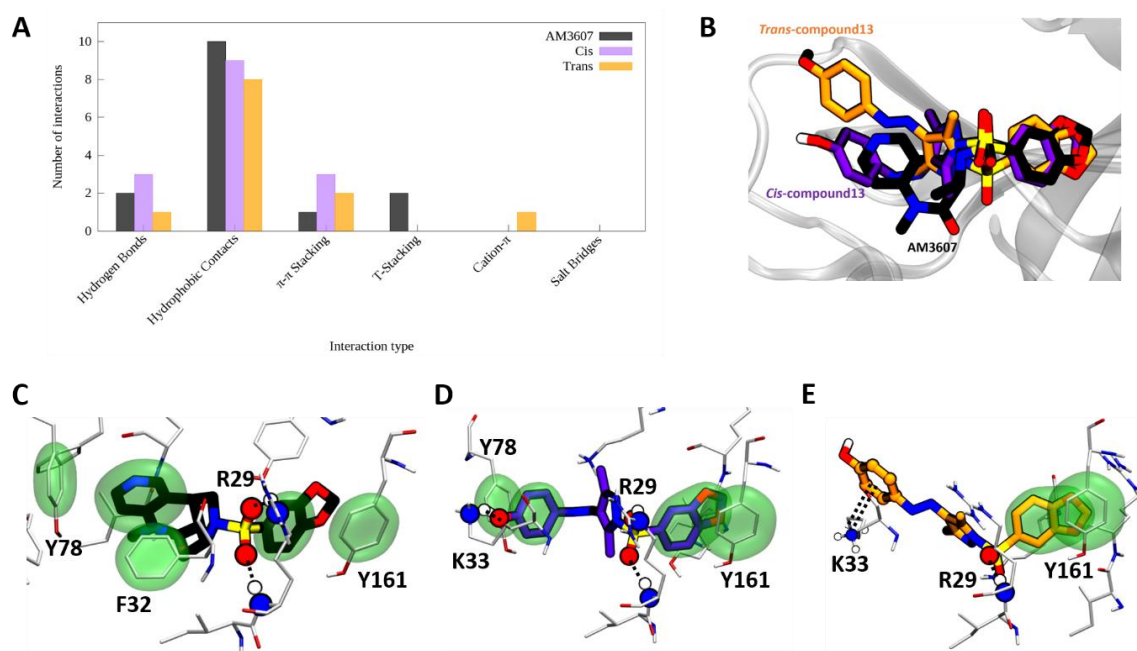 A
Number of interactions
10
8
6
4
2
0
AM3607
Cis
Trans
Hydrogen Bonds
Hydrophobic Contacts
π-π Stacking
T-Stacking
Cation-π
Salt Bridges
Interaction type
B
Trans-compound13
Cis-compound13
AM3607
C
R29
Y78
F32
Y161
D
Y78
R29
K33
Y161
E
K33
R29
Y161